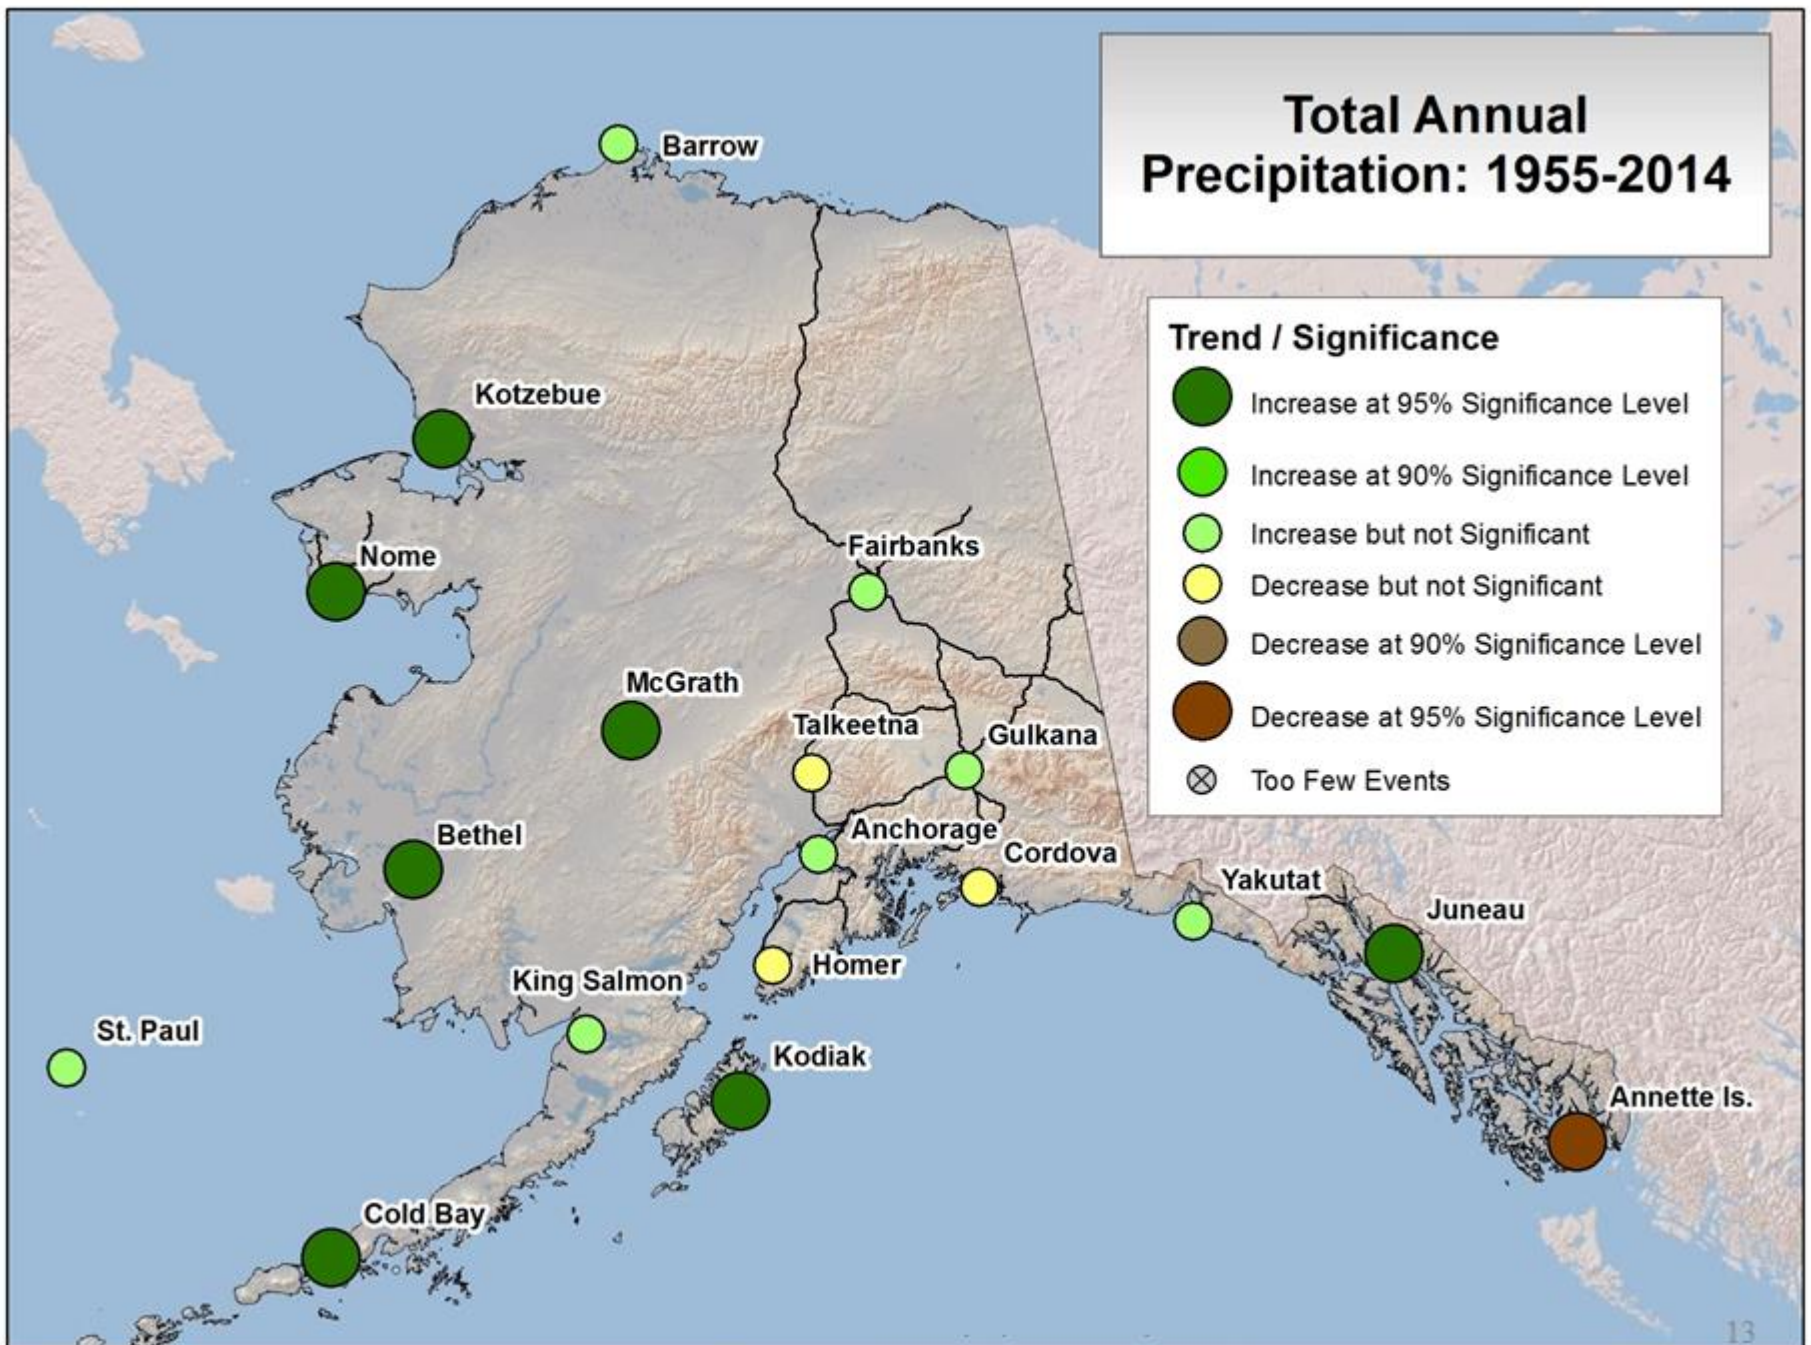 Total Annual
Precipitation: 1955-2014
Trend / Significance
Increase at 95% Significance Level
Increase at 90% Significance Level
Increase but not Significant
Decrease but not Significant
Decrease at 90% Significance Level
Decrease at 95% Significance Level
Too Few Events
Barrow
Kotzebue
Nome
Fairbanks
McGrath
Talkeetna
Gulkana
Bethel
Anchorage
Cordova
Yakutat
Juneau
Homer
King Salmon
St. Paul
Kodiak
Annette Is.
Cold Bay
13